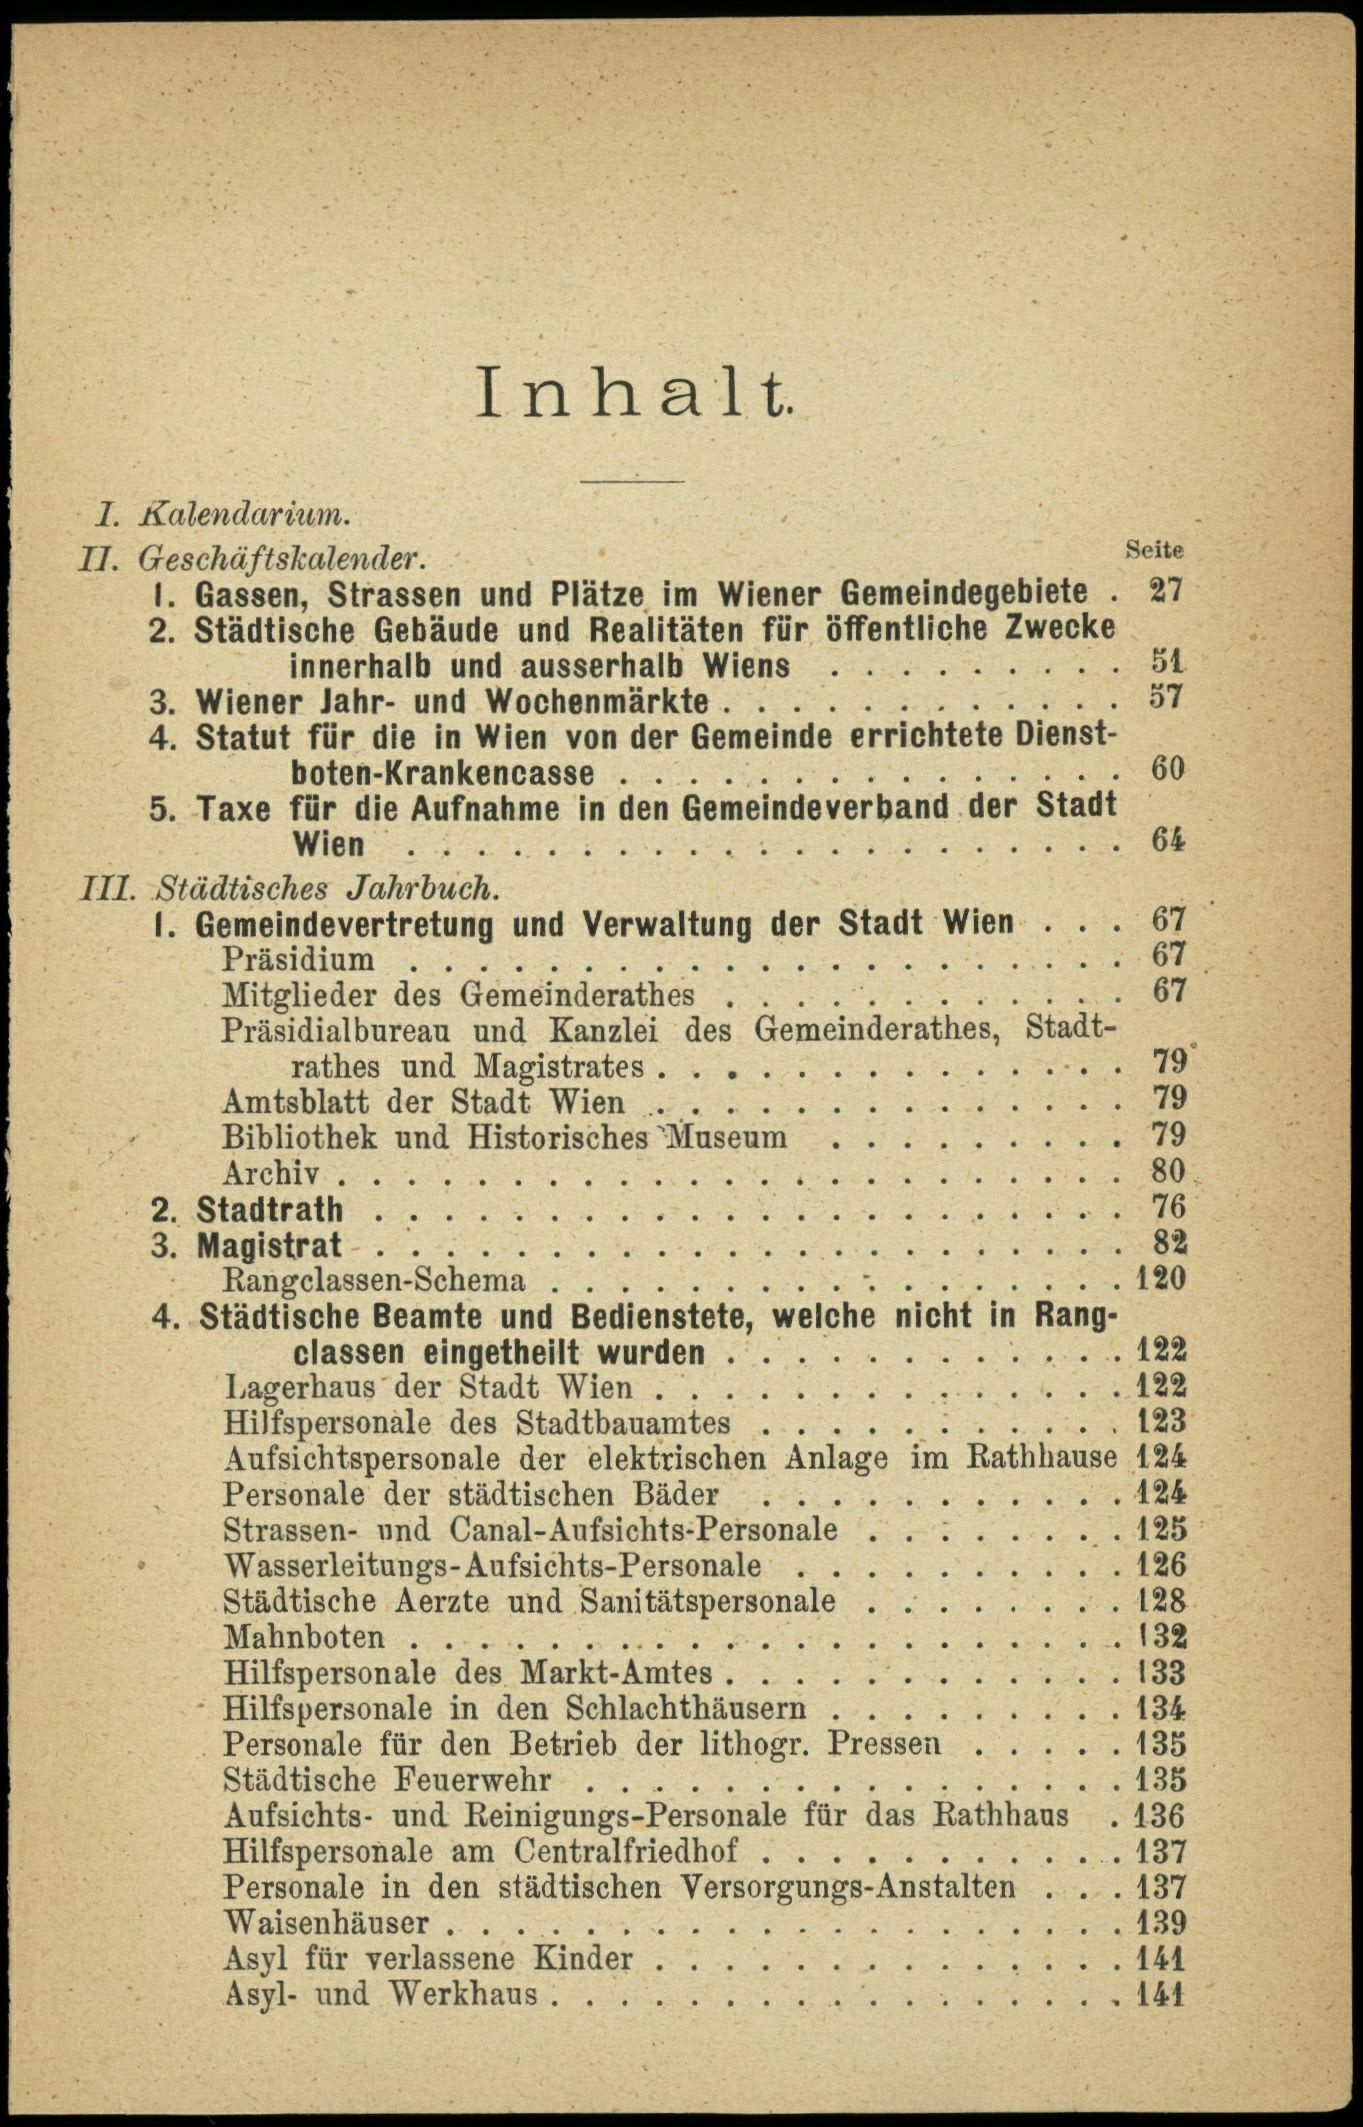 Inhalt.
I. Kalendarium.
II. Geschäftskalender.
Seite
1. Gassen, Strassen und Plätze im Wiener Gemeindegebiete . 27
2. Städtische Gebäude und Realitäten für öffentliche Zwecke
innerhalb und ausserhalb Wiens . . . . . . . . . 51
3. Wiener Jahr- und Wochenmärkte . . . . . . . . . . . . 57
4. Statut für die in Wien von der Gemeinde errichtete Dienst-
boten-Krankencasse . . . . . . . . . . . . . . . 60
5. Taxe für die Aufnahme in den Gemeindeverband der Stadt
Wien . . . . . . . . . . . . . . . . . . . . . 64
III. Städtisches Jahrbuch.
1. Gemeindevertretung und Verwaltung der Stadt Wien . . . 67
Präsidium . . . . . . . . . . . . . . . . . . . . . 67
Mitglieder des Gemeinderathes . . . . . . . . . . . . 67
Präsidialbureau und Kanzlei des Gemeinderathes, Stadt-
rathes und Magistrates . . . . . . . . . . . . . . 79
Amtsblatt der Stadt Wien . . . . . . . . . . . . . . 79
Bibliothek und Historisches Museum . . . . . . . . . 79
Archiv . . . . . . . . . . . . . . . . . . . . . . . 80
2. Stadtrath . . . . . . . . . . . . . . . . . . . . . . 76
3. Magistrat . . . . . . . . . . . . . . . . . . . . . . 82
Rangclassen-Schema . . . . . . . . . . . . . . . . . 120
4. Städtische Beamte und Bedienstete, welche nicht in Rang-
classen eingetheilt wurden . . . . . . . . . . . . 122
Lagerhaus der Stadt Wien . . . . . . . . . . . . . . 122
Hilfspersonale des Stadtbauamtes . . . . . . . . . . . 123
Aufsichtspersonale der elektrischen Anlage im Rathhause 124
Personale der städtischen Bäder . . . . . . . . . . . 124
Strassen- und Canal-Aufsichts-Personale . . . . . . . . 125
Wasserleitungs-Aufsichts-Personale . . . . . . . . . . 126
Städtische Aerzte und Sanitätspersonale . . . . . . . . 128
Mahnboten . . . . . . . . . . . . . . . . . . . . . 132
Hilfspersonale des Markt-Amtes . . . . . . . . . . . . 133
Hilfspersonale in den Schlachthäusern . . . . . . . . . 134
Personale für den Betrieb der lithogr. Pressen . . . . . 135
Städtische Feuerwehr . . . . . . . . . . . . . . . . 135
Aufsichts- und Reinigungs-Personale für das Rathhaus . 136
Hilfspersonale am Centralfriedhof . . . . . . . . . . . 137
Personale in den städtischen Versorgungs-Anstalten . . . 137
Waisenhäuser . . . . . . . . . . . . . . . . . . . . 139
Asyl für verlassene Kinder . . . . . . . . . . . . . . 141
Asyl- und Werkhaus . . . . . . . . . . . . . . . . . 141